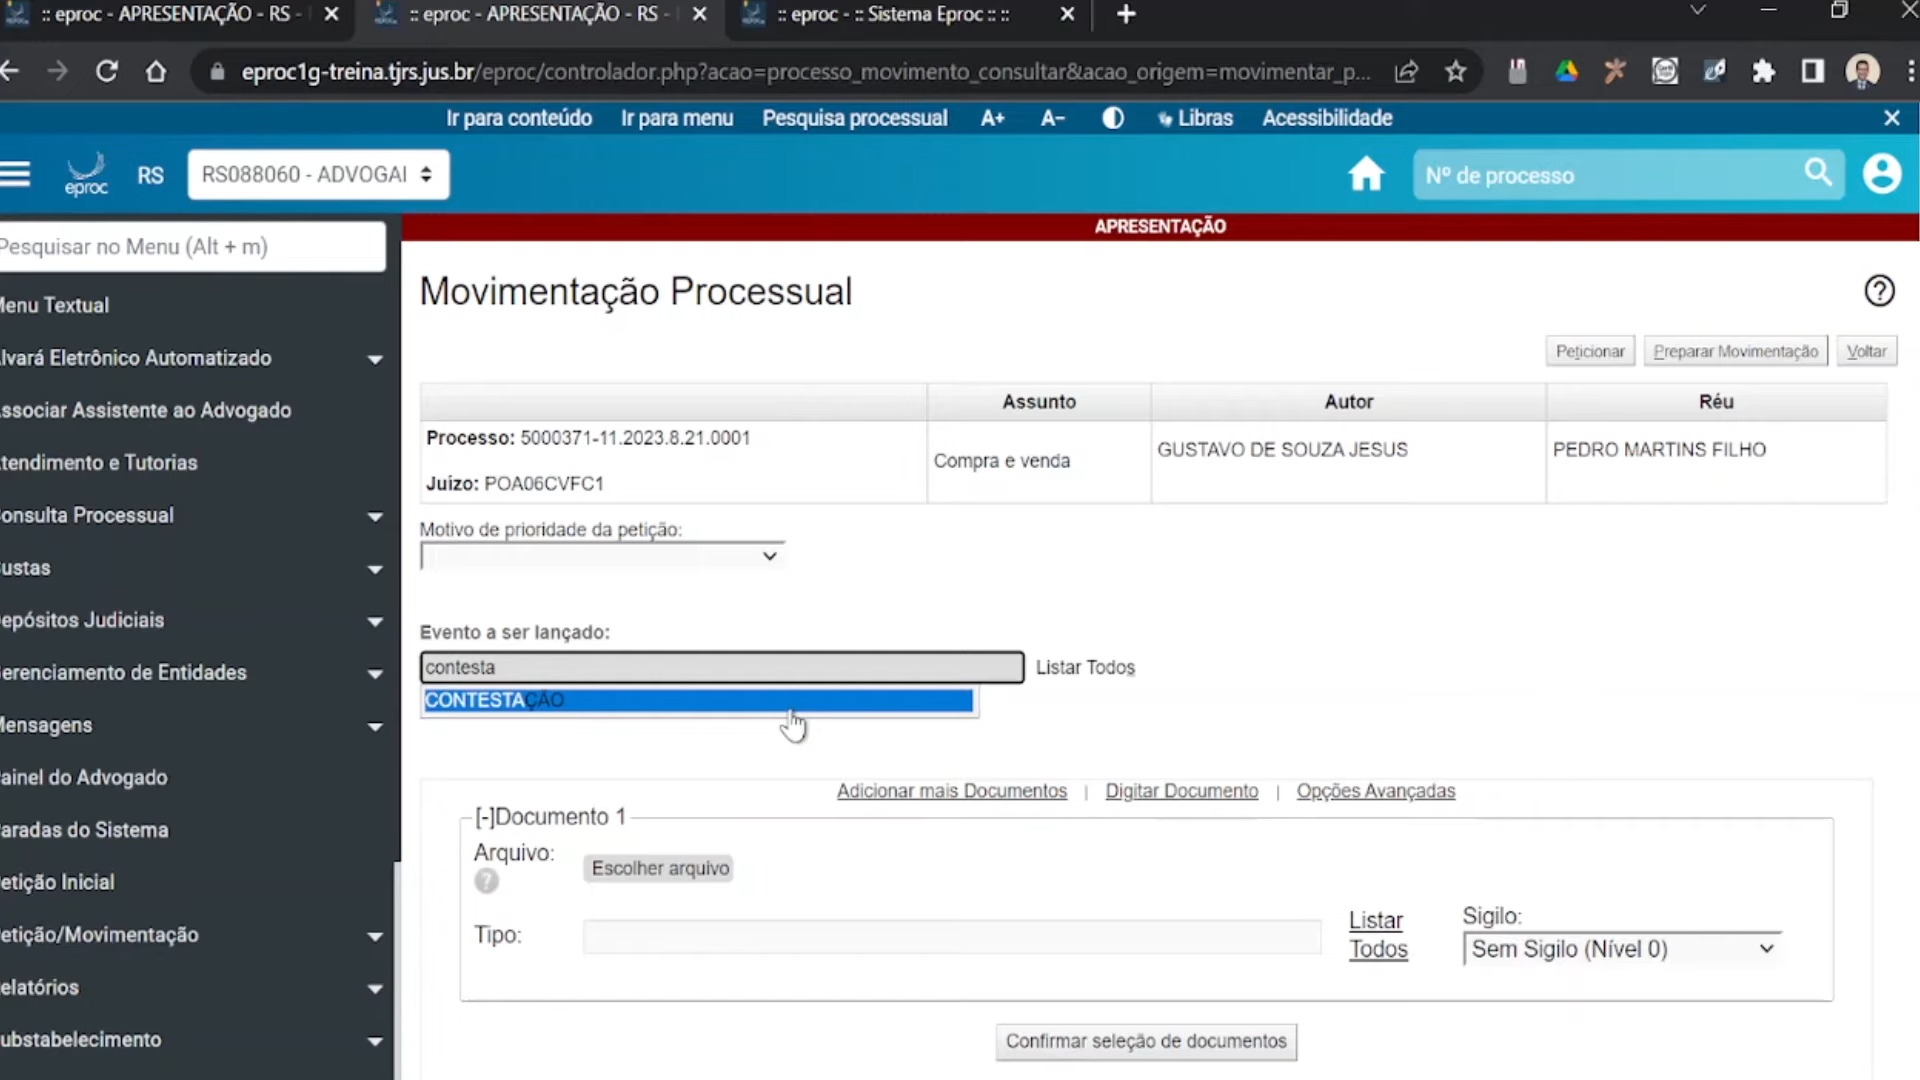 :: eproc - APRESENTAÇÃO - RS -
:: eproc - APRESENTAÇÃO - RS -
:: eproc - :: Sistema Eproc :: ::
eproc1g-treina.tjrs.jus.br/eproc/controlador.php?acao=processo_movimento_consultar&acao_origem=movimentar_p...
Ir para conteúdo
Ir para menu
Pesquisa processual
A+
A-
Libras
Acessibilidade
eproc
RS
RS088060 - ADVOGAI
Nº de processo
APRESENTAÇÃO
Pesquisar no Menu (Alt + m)
Menu Textual
lvará Eletrônico Automatizado
ssociar Assistente ao Advogado
tendimento e Tutorias
onsulta Processual
ustas
epósitos Judiciais
erenciamento de Entidades
Mensagens
ainel do Advogado
aradas do Sistema
etição Inicial
etição/Movimentação
elatórios
ubstabelecimento
Movimentação Processual
Peticionar
Preparar Movimentação
Voltar
Assunto
Autor
Réu
Processo: 5000371-11.2023.8.21.0001
Juízo: POA06CVFC1
Compra e venda
GUSTAVO DE SOUZA JESUS
PEDRO MARTINS FILHO
Motivo de prioridade da petição:
Evento a ser lançado:
contesta
Listar Todos
CONTESTAÇÃO
Adicionar mais Documentos | Digitar Documento | Opções Avançadas
[-]Documento 1
Arquivo:
Escolher arquivo
Tipo:
Listar
Todos
Sigilo:
Sem Sigilo (Nível 0)
Confirmar seleção de documentos